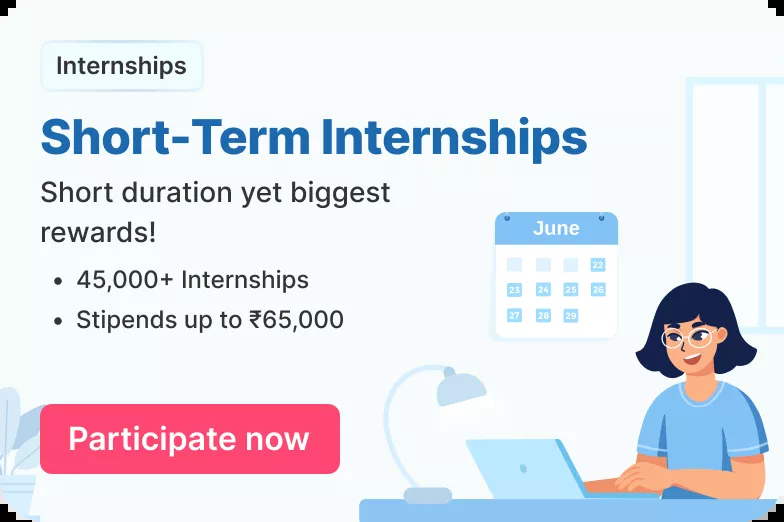 Internships
Short-Term Internships
Short duration yet biggest
rewards!
• 45,000+ Internships
• Stipends up to ₹65,000
Participate now
June
22
23 24 25 26
27 28 29